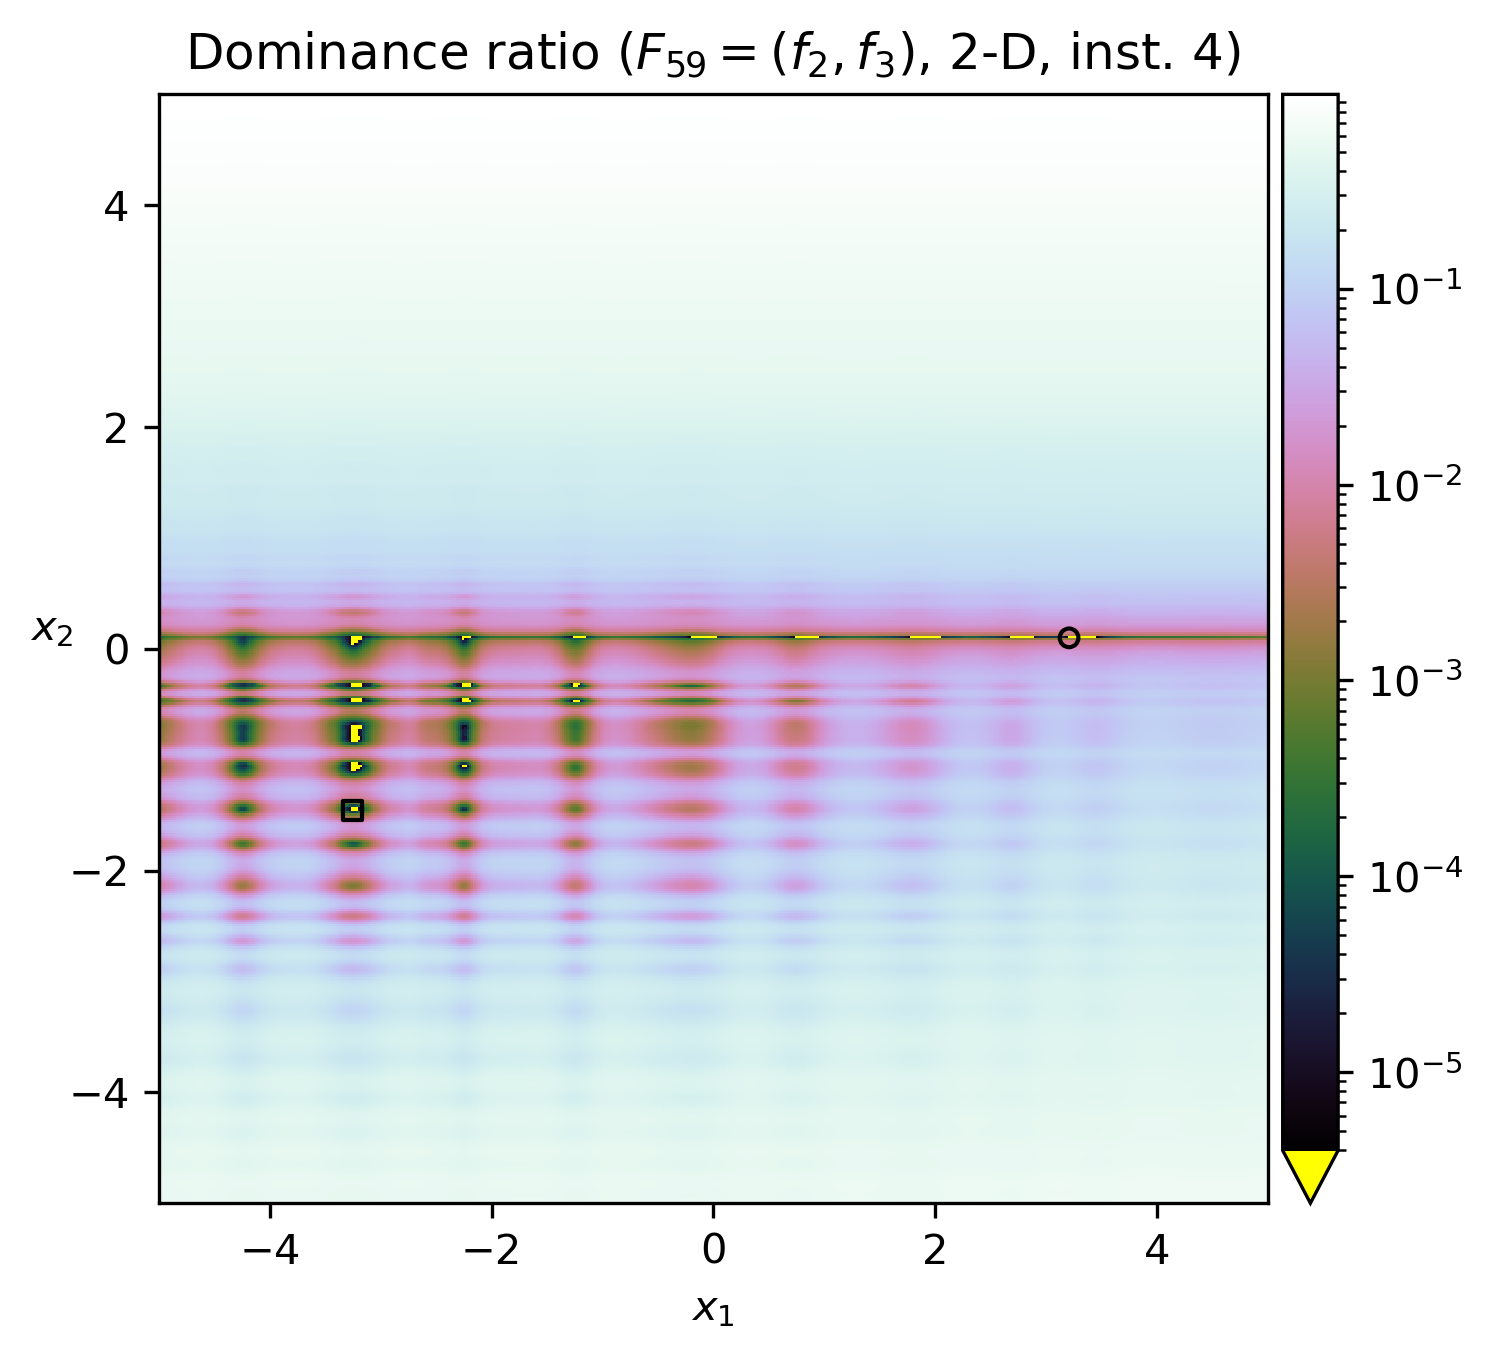 Dominance ratio (F₅₉ = (f₂, f₃), 2-D, inst. 4)
4
2
0
−2
−4
x₂
−4 −2 0 2 4
x₁
10⁻¹
10⁻²
10⁻³
10⁻⁴
10⁻⁵